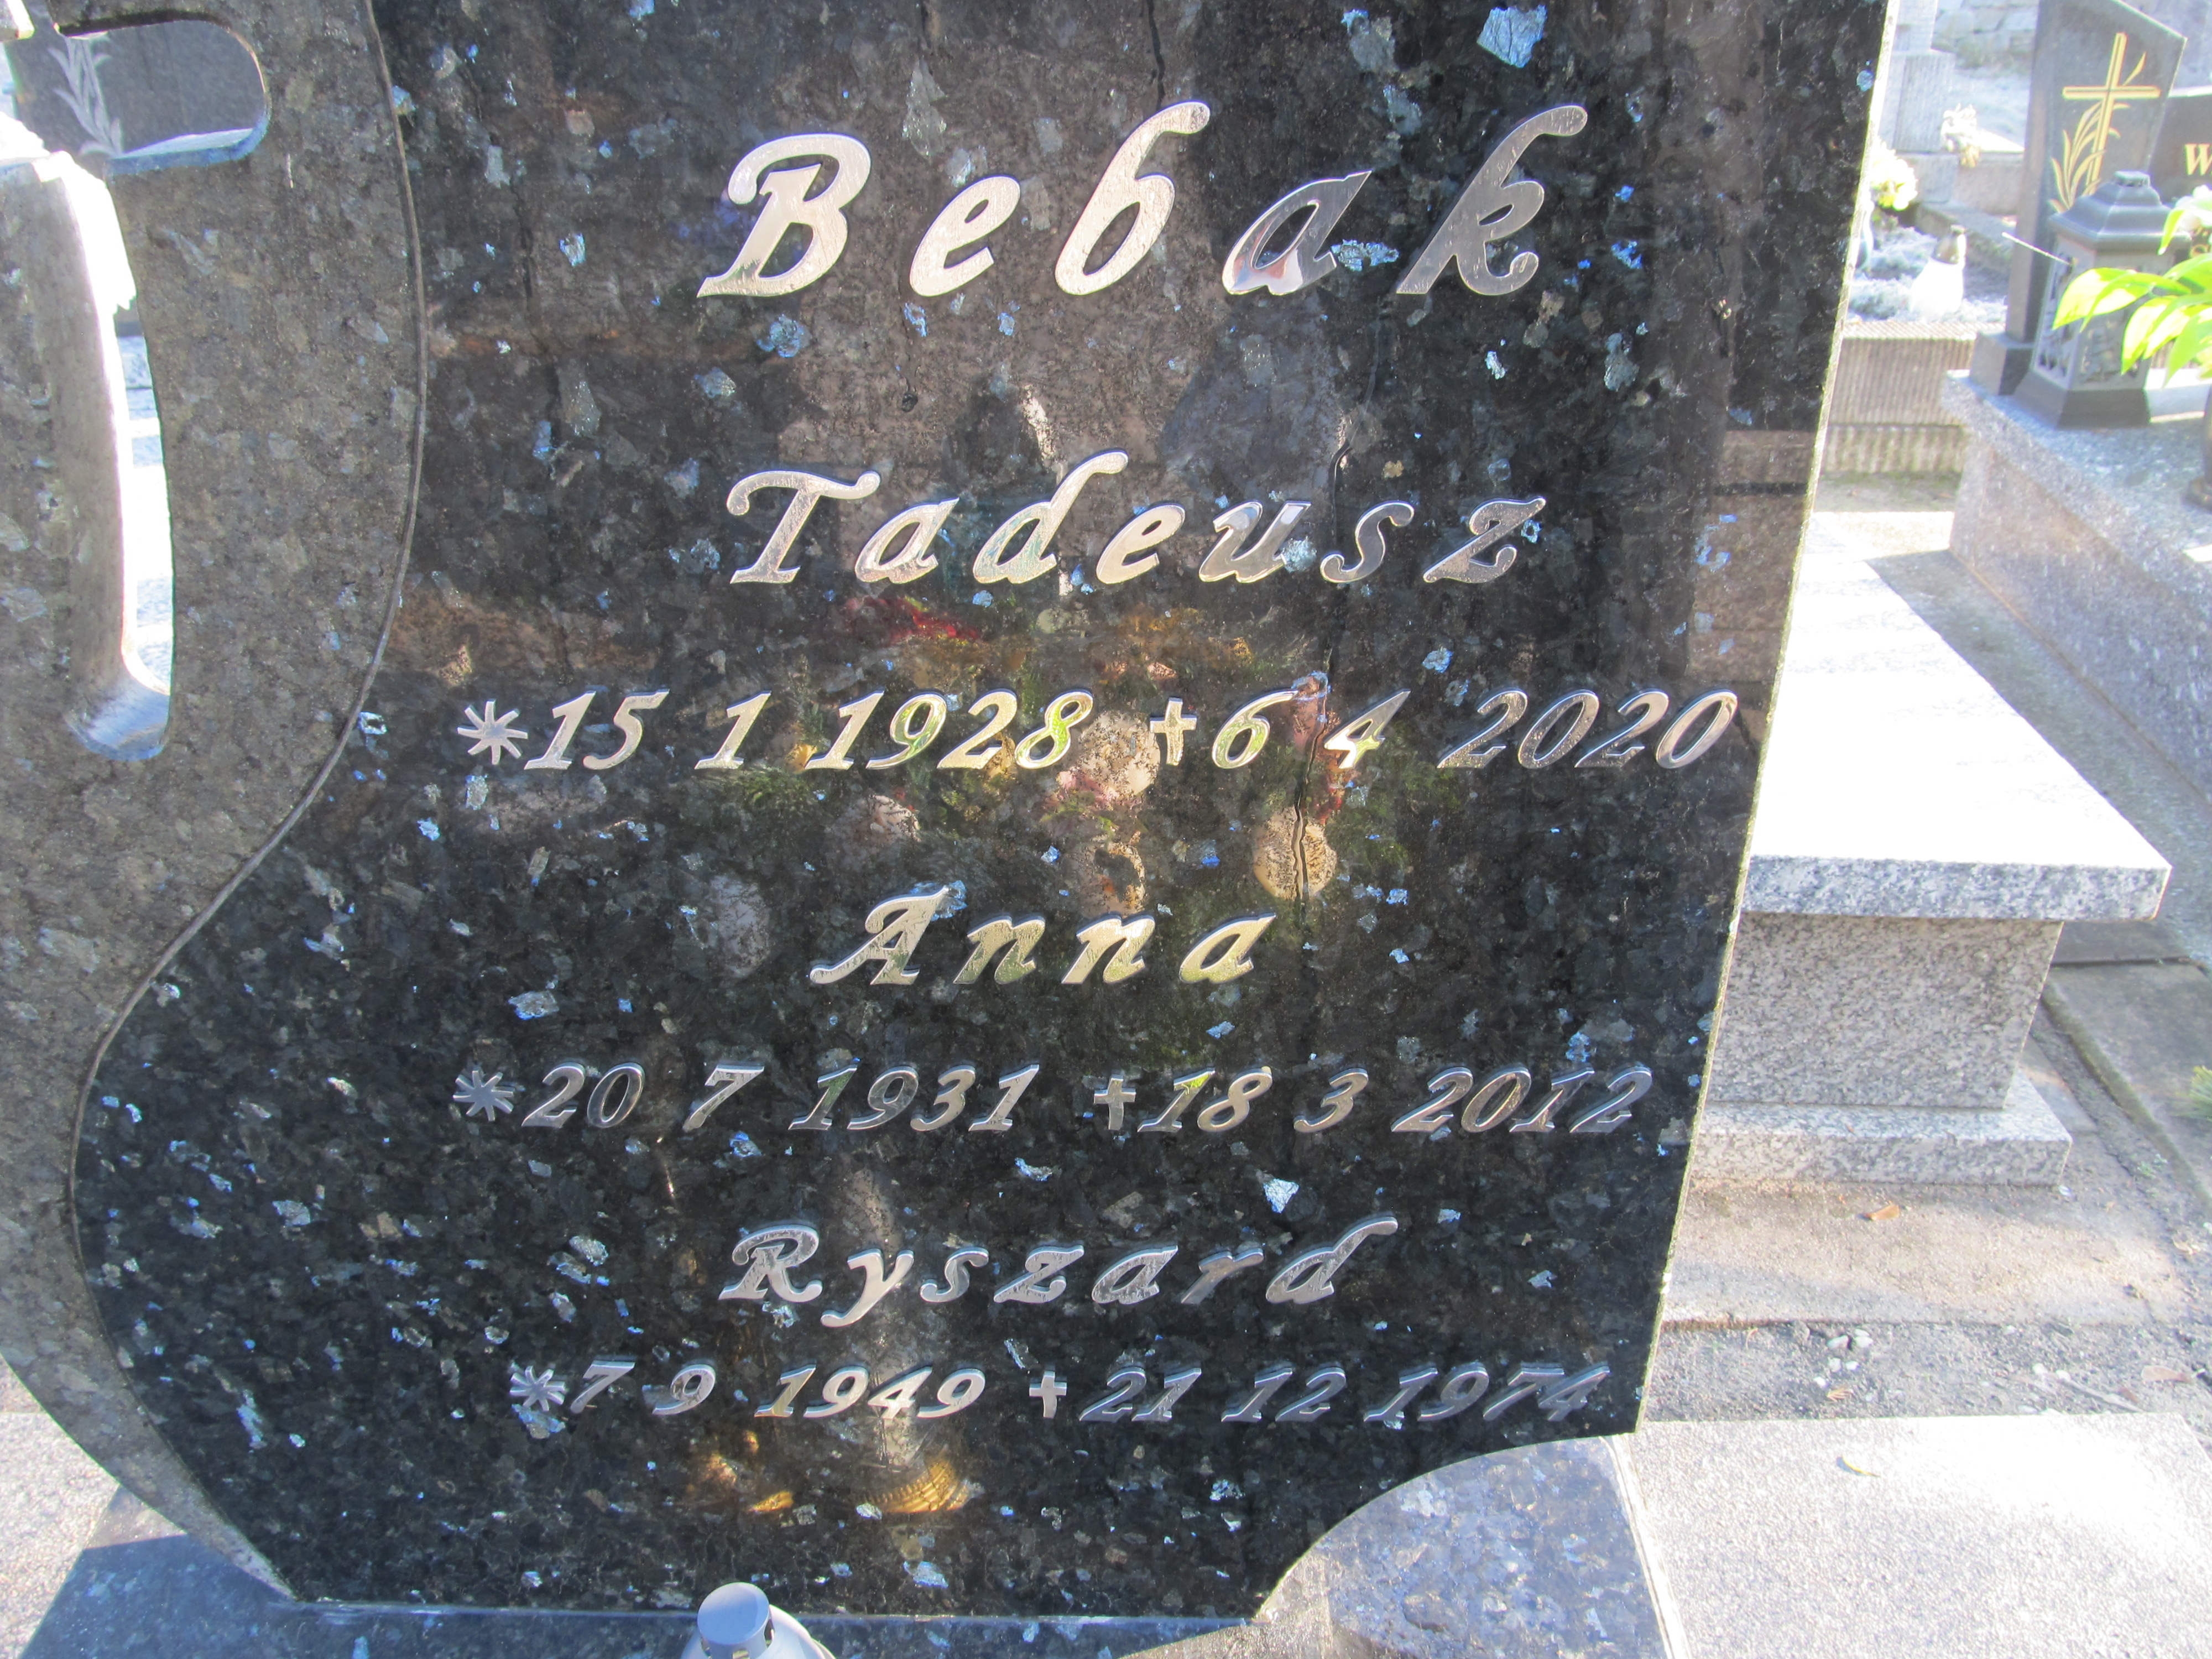 Bebak
Tadeusz
*15 1 1928 +6 4 2020
Anna
*20 7 1931 +18 3 2012
Ryszard
*7 9 1949 +21 12 1974